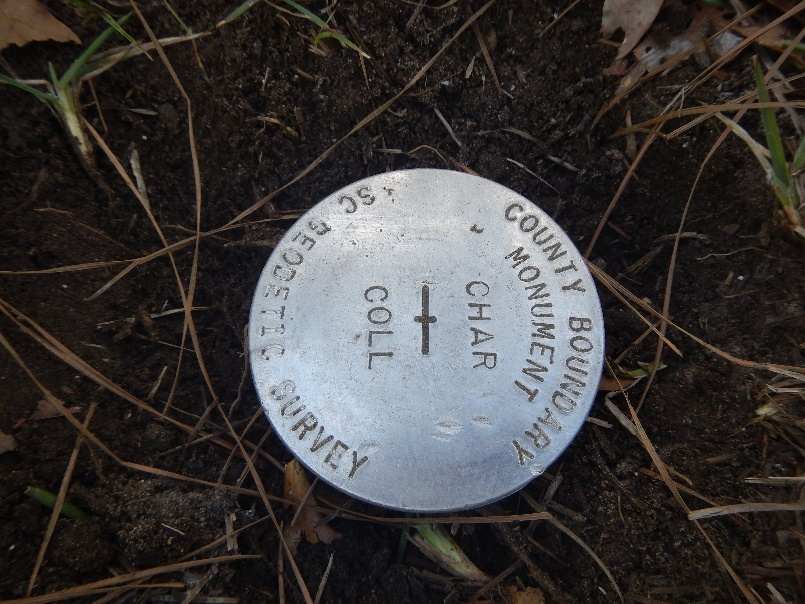 COUNTY BOUNDARY
MONUMENT
CHAR
COLL
SC GEODETIC SURVEY